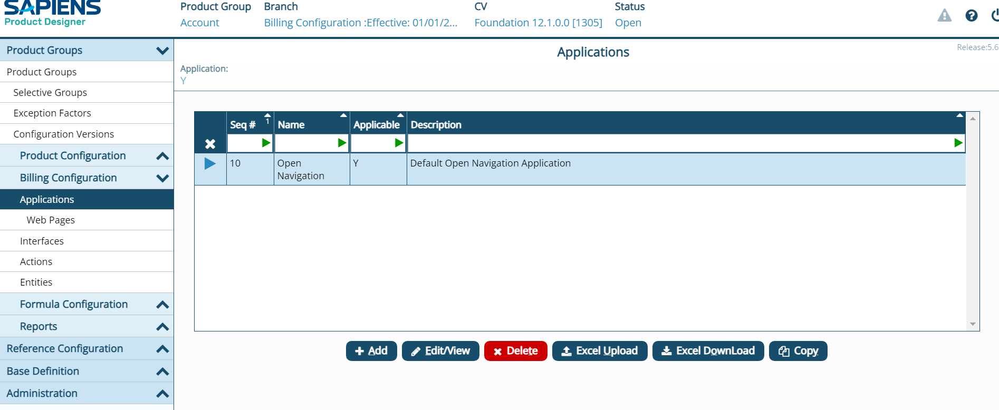 SAPIENS
Product Designer
Product Group
Account
Branch
Billing Configuration :Effective: 01/01/2...
CV
Foundation 12.1.0.0 [1305]
Status
Open
Product Groups
Product Groups
Selective Groups
Exception Factors
Configuration Versions
Product Configuration
Billing Configuration
Applications
Web Pages
Interfaces
Actions
Entities
Formula Configuration
Reports
Reference Configuration
Base Definition
Administration
Applications
Release:5.6
Application:
Y
Seq # 1 Name Applicable Description
10 Open Y Default Open Navigation Application
Navigation
Add Edit/View Delete Excel Upload Excel DownLoad Copy